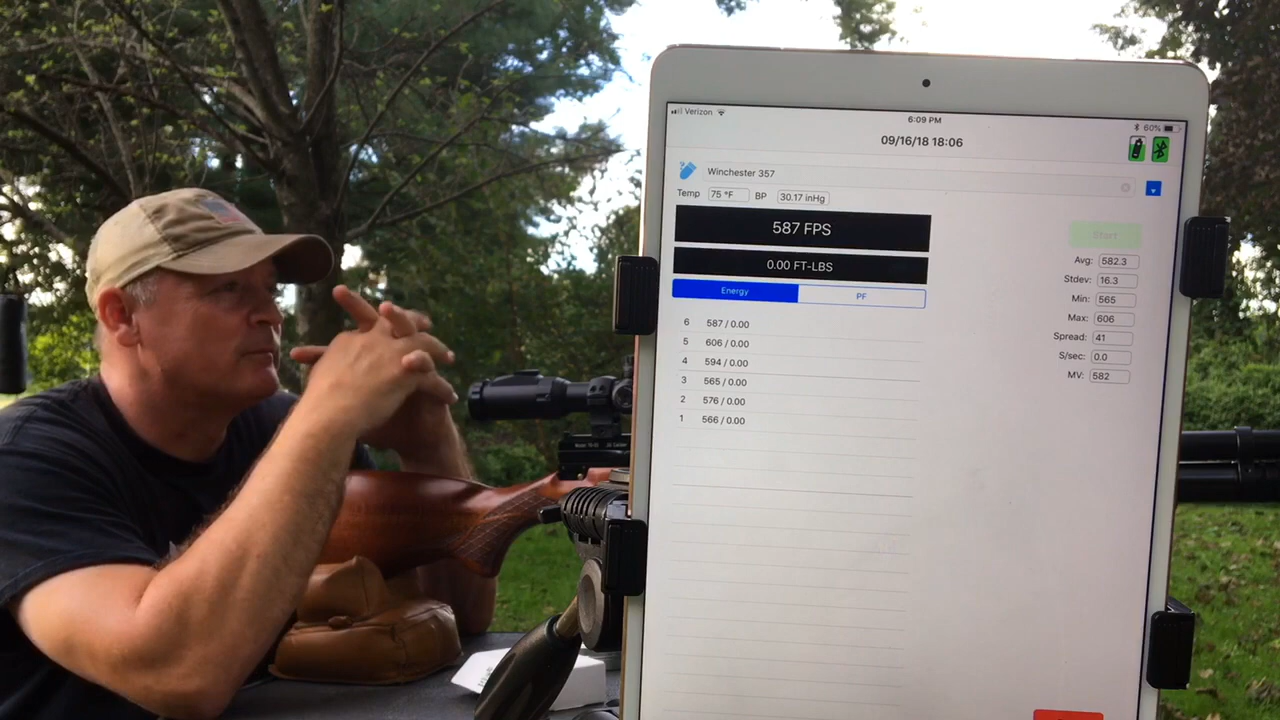 Verizon
6:09 PM
60%
09/16/18 18:06
Winchester 357
Temp 75 °F BP 30.17 inHg
587 FPS
0.00 FT-LBS
Energy PF
6 587 / 0.00
5 606 / 0.00
4 594 / 0.00
3 565 / 0.00
2 576 / 0.00
1 566 / 0.00
Start
Avg: 582.3
Stdev: 16.3
Min: 565
Max: 606
Spread: 41
S/sec: 0.0
MV: 582